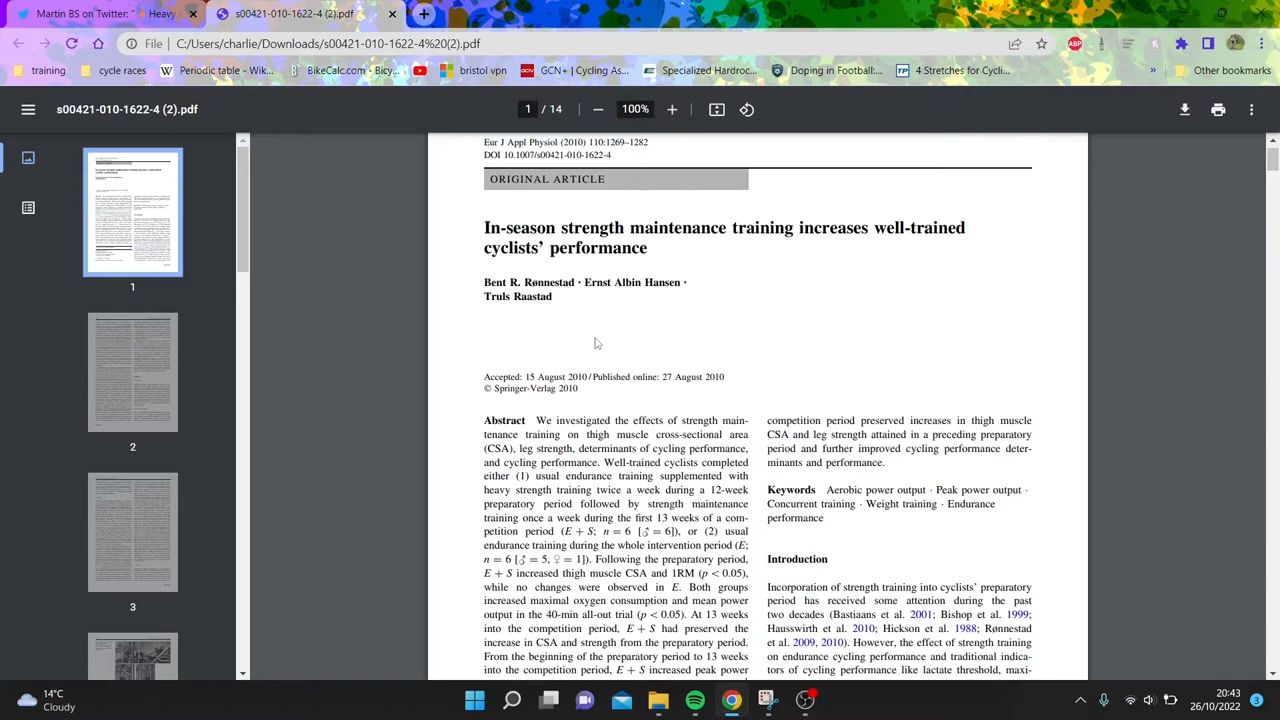 Martin BS on Twitter: "Heavy s
s00421-010-1622-4 (2).pdf
File | C:/Users/charlie/Downloads/s00421-010-1622-4%20(2).pdf
ABP
training
cycle races
Periodic table - Wik...
BikeCalc.com - Bicy...
bristol vpn
GCN+ | Cycling As...
Specialized Hardroc...
Doping in Football:...
4 Stretches for Cycli...
»
Other bookmarks
s00421-010-1622-4 (2).pdf
1 / 14
100%
1
2
3
Eur J Appl Physiol (2010) 110:1269–1282
DOI 10.1007/s00421-010-1622-4
ORIGINAL ARTICLE
In-season strength maintenance training increases well-trained
cyclists' performance
Bent R. Rønnestad · Ernst Albin Hansen ·
Truls Raastad
Accepted: 15 August 2010 / Published online: 27 August 2010
© Springer-Verlag 2010
Abstract We investigated the effects of strength main-
tenance training on thigh muscle cross-sectional area
(CSA), leg strength, determinants of cycling performance,
and cycling performance. Well-trained cyclists completed
either (1) usual endurance training supplemented with
heavy strength training twice a week during a 12-week
preparatory period followed by strength maintenance
training once a week during the first 13 weeks of a com-
petition period (E + S; n = 6 [♂ = 6]), or (2) usual
endurance training during the whole intervention period (E;
n = 6 [♂ = 5, ♀ = 1]). Following the preparatory period,
E + S increased thigh muscle CSA and 1RM (p < 0.05),
while no changes were observed in E. Both groups
increased maximal oxygen consumption and mean power
output in the 40-min all-out trial (p < 0.05). At 13 weeks
into the competition period, E + S had preserved the
increase in CSA and strength from the preparatory period.
From the beginning of the preparatory period to 13 weeks
into the competition period, E + S increased peak power
competition period preserved increases in thigh muscle
CSA and leg strength attained in a preceding preparatory
period and further improved cycling performance deter-
minants and performance.
Keywords Aerobic power output · Peak power output ·
Concurrent training · Weight training · Endurance
performance
Introduction
Incorporation of strength training into cyclists' preparatory
period has received some attention during the past
two decades (Bastiaans et al. 2001; Bishop et al. 1999;
Hausswirth et al. 2010; Hickson et al. 1988; Rønnestad
et al. 2009, 2010). However, the effect of strength training
on endurance cycling performance and traditional indica-
tors of cycling performance like lactate threshold, maxi-
14°C
Cloudy
20:43
26/10/2022
3